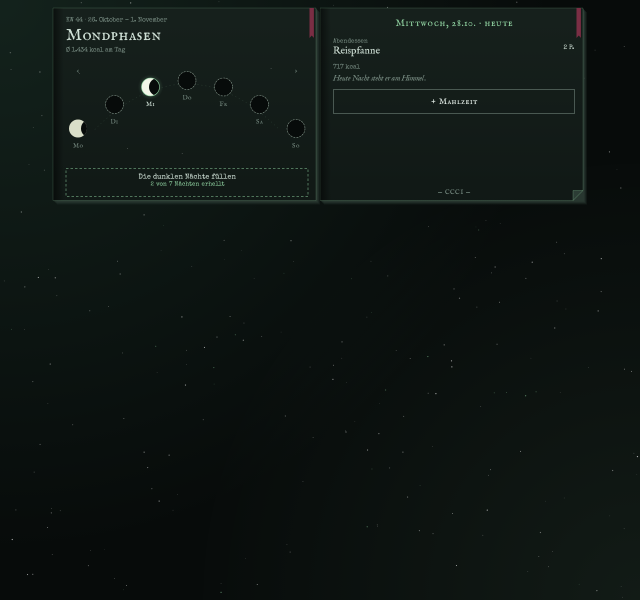 KW 44 · 26. Oktober – 1. November
Mondphasen
Ø 1.434 kcal am Tag
‹ ›
Mo
Di
Mi
Do
Fr
Sa
So
Die dunklen Nächte füllen
2 von 7 Nächten erhellt
Mittwoch, 28.10. · heute
Abendessen
Reispfanne
2 P.
717 kcal
Heute Nacht steht er am Himmel.
+ Mahlzeit
— CCCI —